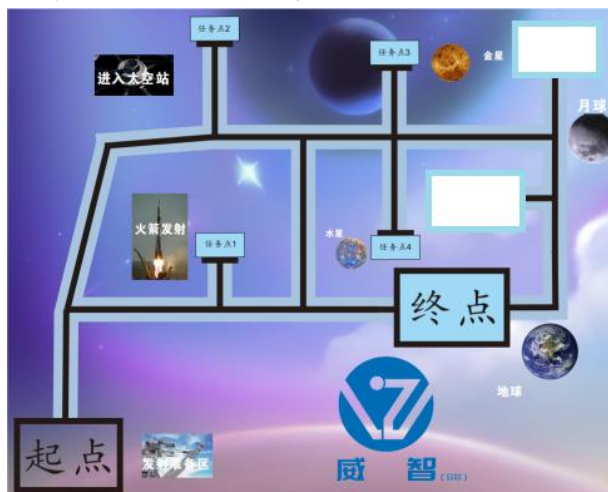 任务点2
任务点3
金星
进入太空站
月球
火箭发射
任务点1
水星
任务点4
终点
地球
起点
发射准备区
威智